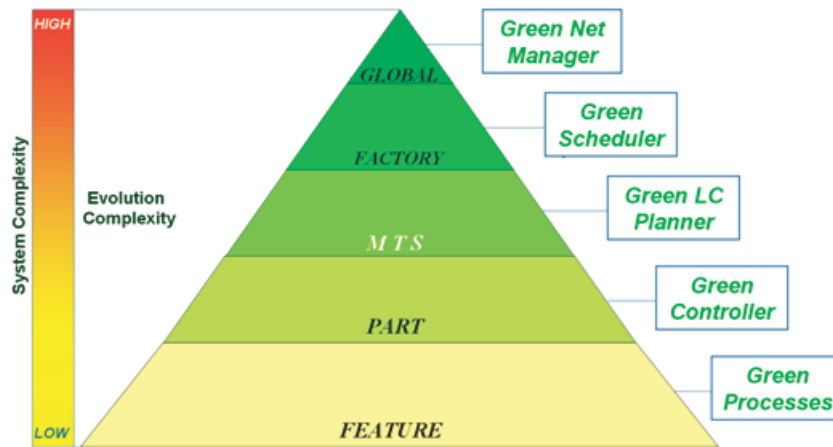 HIGH
System Complexity
LOW
Evolution
Complexity
GLOBAL
FACTORY
M T S
PART
FEATURE
Green Net
Manager
Green
Scheduler
Green LC
Planner
Green
Controller
Green
Processes